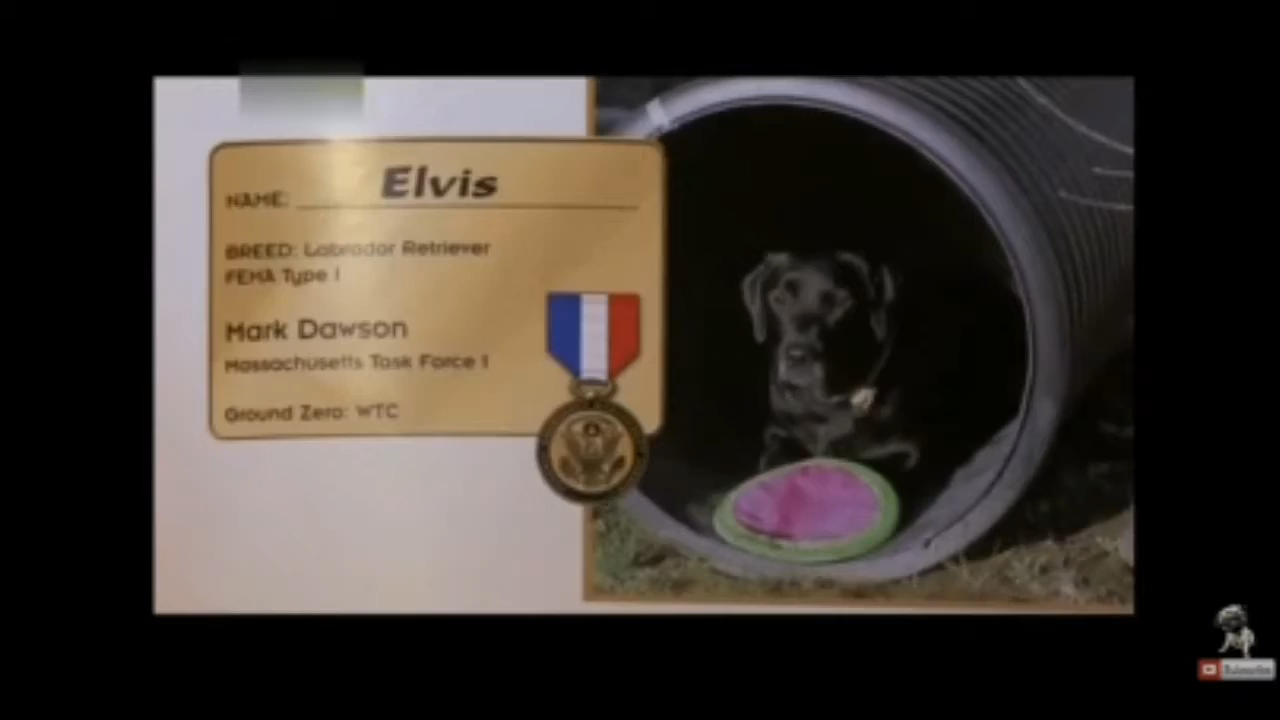 NAME: Elvis
BREED: Labrador Retriever
FEMA Type I
Mark Dawson
Massachusetts Task Force 1
Ground Zero: WTC